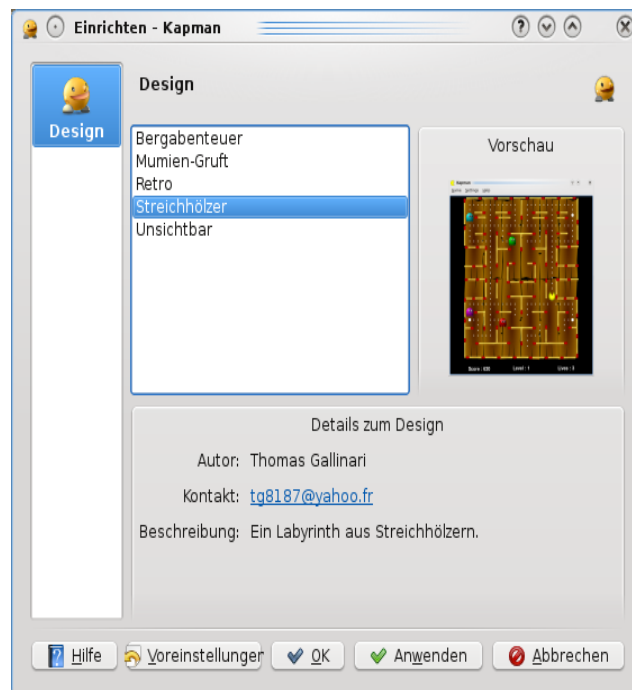 Einrichten - Kapman
Design
Design
Bergabenteuer
Mumien-Gruft
Retro
Streichhölzer
Unsichtbar
Vorschau
Details zum Design
Autor: Thomas Gallinari
Kontakt: tg8187@yahoo.fr
Beschreibung: Ein Labyrinth aus Streichhölzern.
Hilfe
Voreinstellunger
OK
Anwenden
Abbrechen